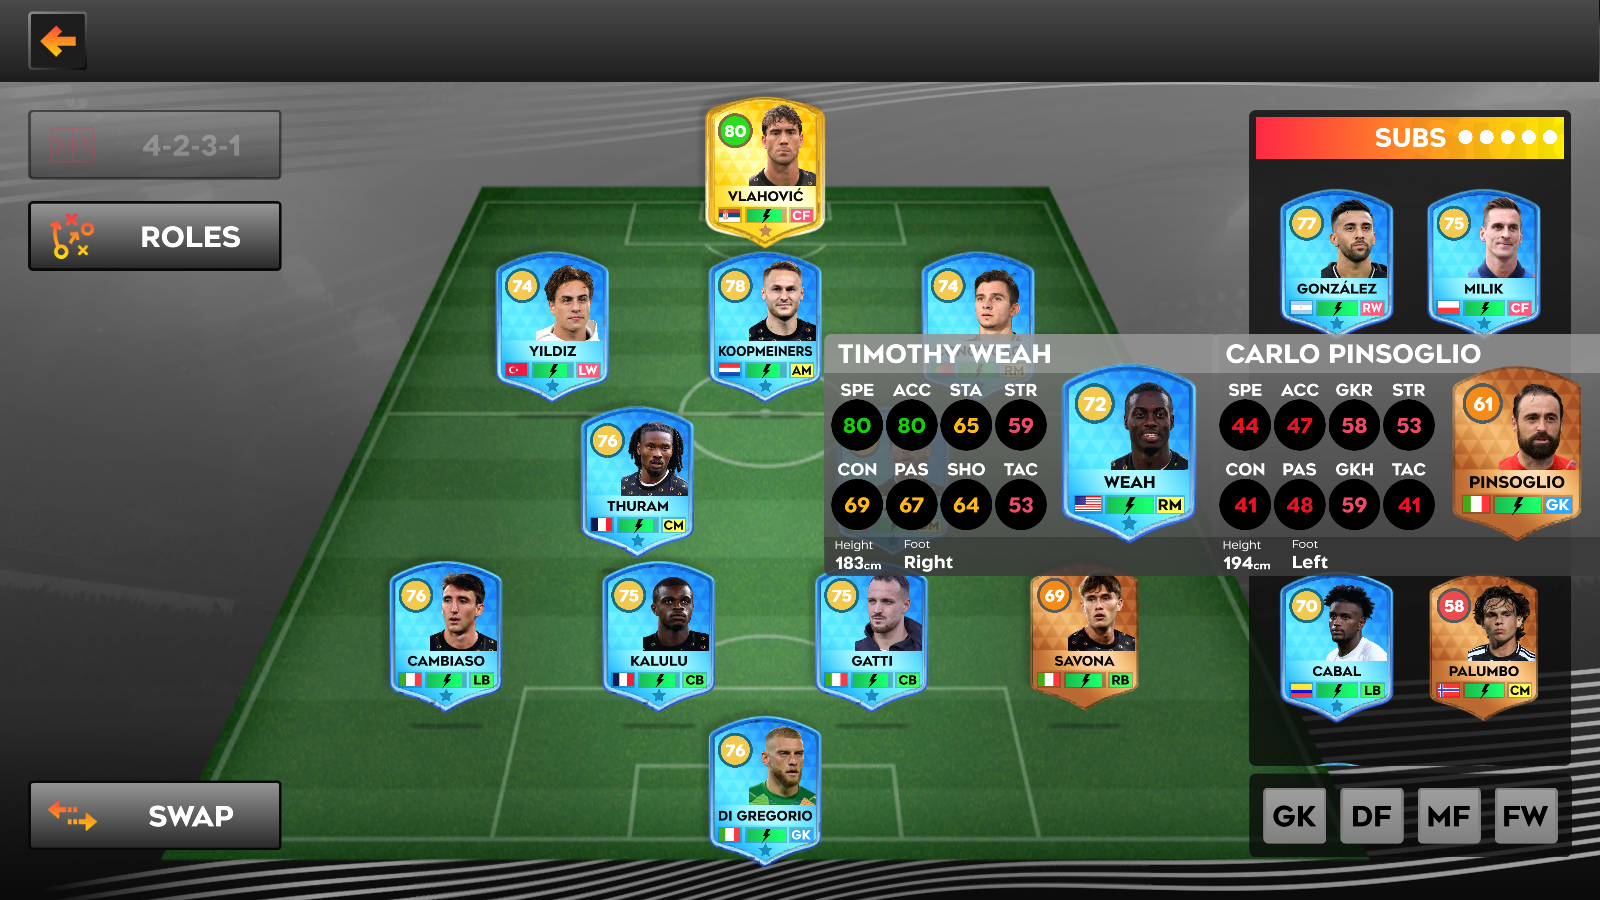 4-2-3-1
ROLES
SWAP
80
VLAHOVIĆ
CF
74
YILDIZ
LW
78
KOOPMEINERS
AM
74
RM
76
THURAM
CM
76
CAMBIASO
LB
75
KALULU
CB
75
GATTI
CB
69
SAVONA
RB
76
DI GREGORIO
GK
TIMOTHY WEAH
SPE ACC STA STR
80 80 65 59
CON PAS SHO TAC
69 67 64 53
Height Foot
183cm Right
72
WEAH
RM
CARLO PINSOGLIO
SPE ACC GKR STR
44 47 58 53
CON PAS GKH TAC
41 48 59 41
Height Foot
194cm Left
61
PINSOGLIO
GK
SUBS
77
GONZÁLEZ
RW
75
MILIK
CF
70
CABAL
LB
58
PALUMBO
CM
GK DF MF FW